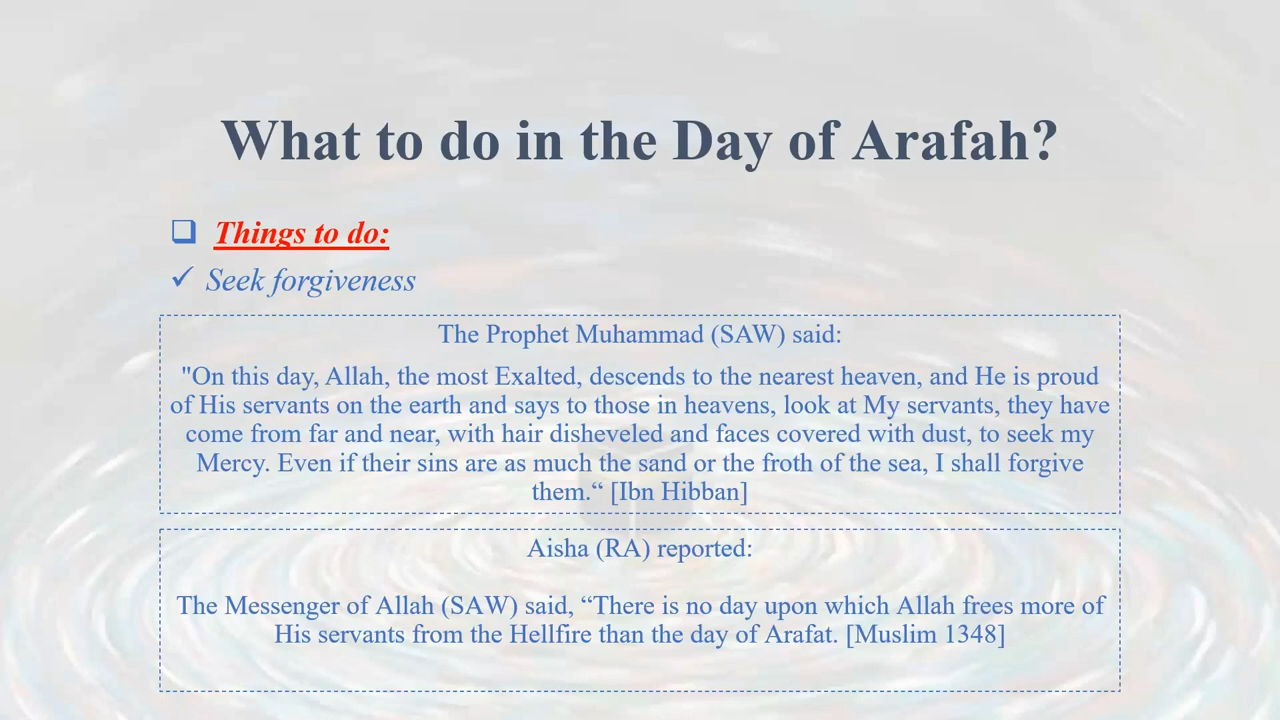 What to do in the Day of Arafah?
❑ Things to do:
✓ Seek forgiveness
The Prophet Muhammad (SAW) said:
"On this day, Allah, the most Exalted, descends to the nearest heaven, and He is proud
of His servants on the earth and says to those in heavens, look at My servants, they have
come from far and near, with hair disheveled and faces covered with dust, to seek my
Mercy. Even if their sins are as much the sand or the froth of the sea, I shall forgive
them.“ [Ibn Hibban]
Aisha (RA) reported:
The Messenger of Allah (SAW) said, “There is no day upon which Allah frees more of
His servants from the Hellfire than the day of Arafat. [Muslim 1348]